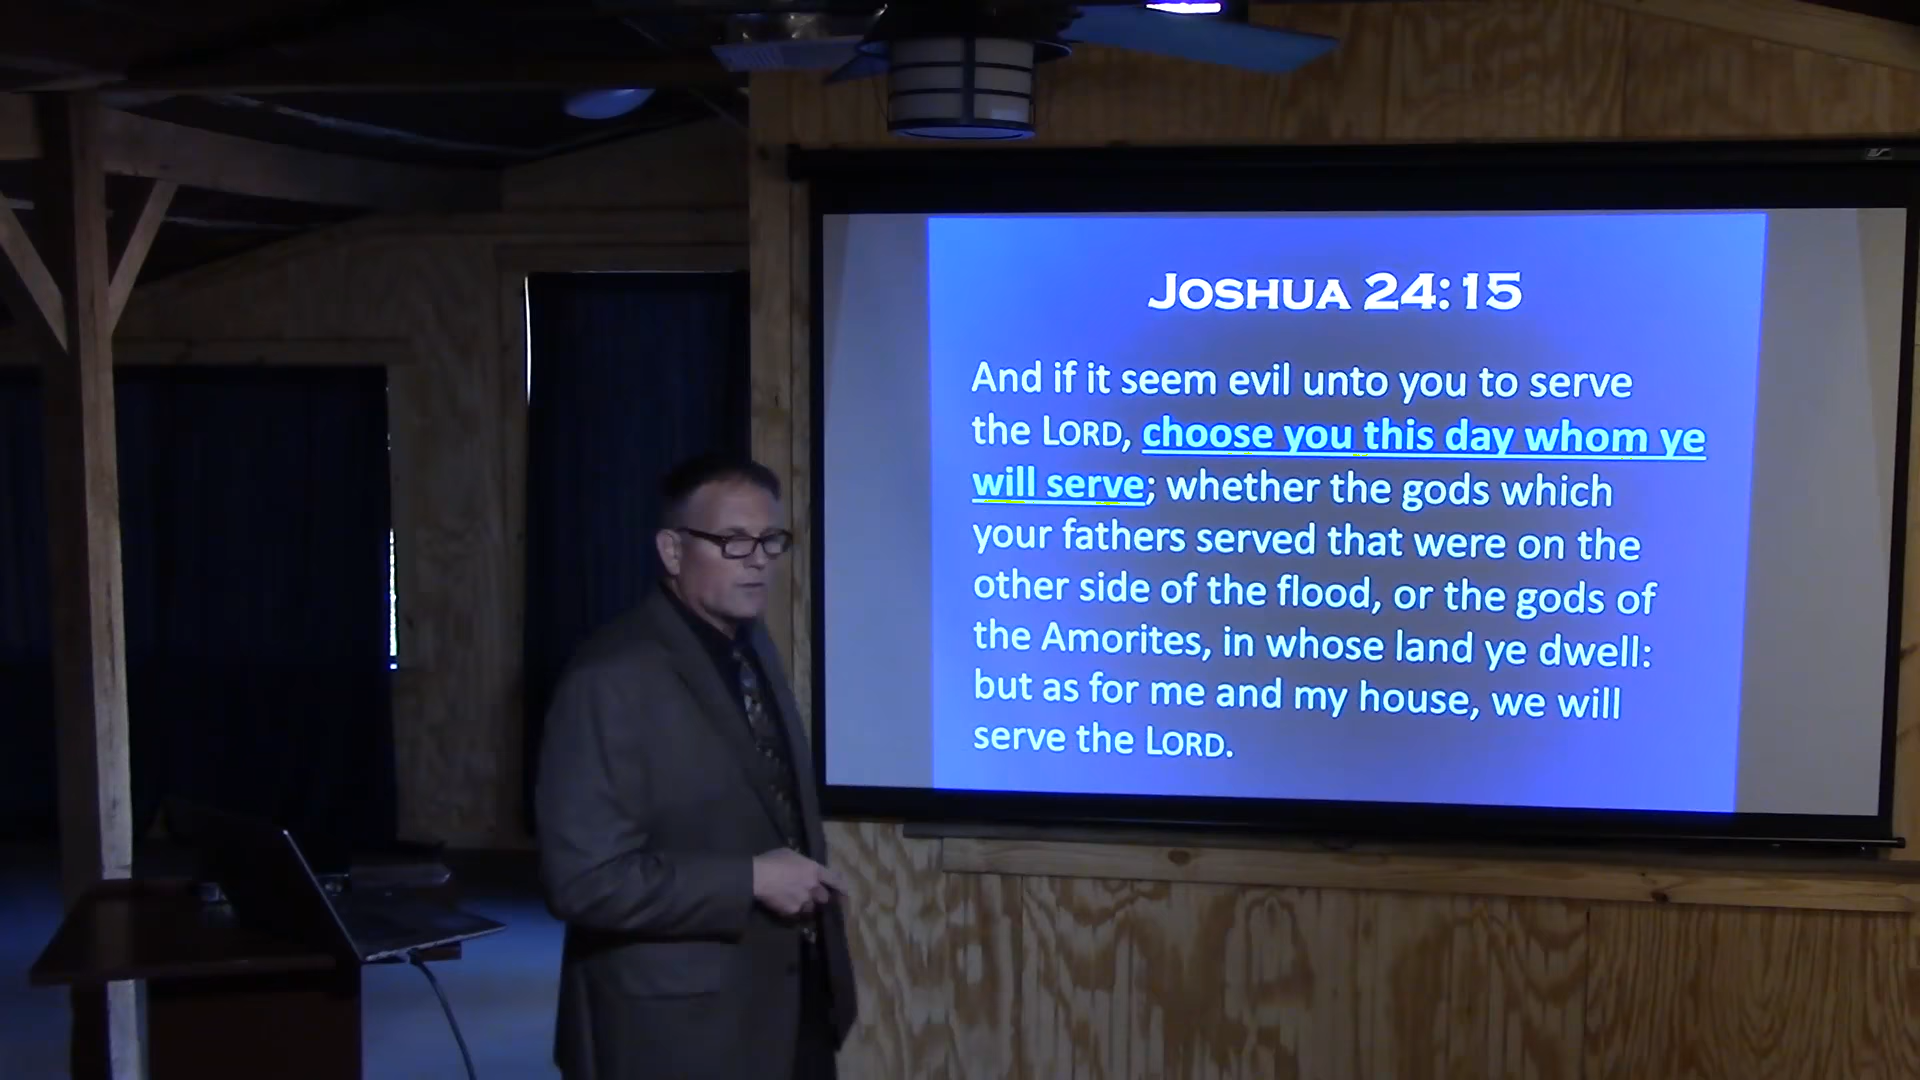 JOSHUA 24:15
And if it seem evil unto you to serve
the LORD, choose you this day whom ye
will serve; whether the gods which
your fathers served that were on the
other side of the flood, or the gods of
the Amorites, in whose land ye dwell:
but as for me and my house, we will
serve the LORD.